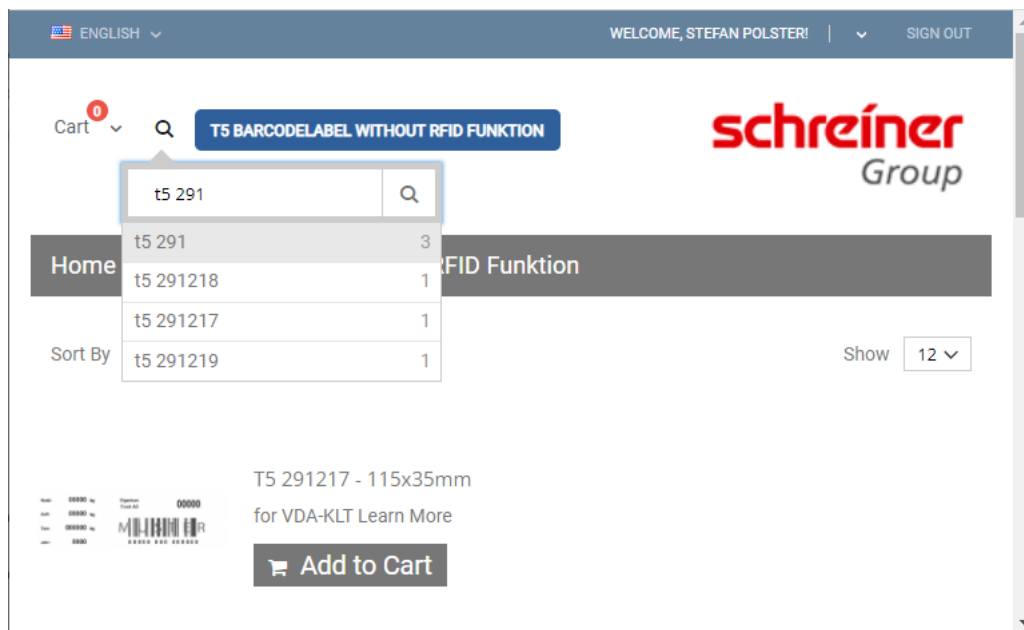 ENGLISH
WELCOME, STEFAN POLSTER!
SIGN OUT
Cart 0
T5 BARCODELABEL WITHOUT RFID FUNKTION
schreiner
Group
t5 291
t5 291 3
t5 291218 1
t5 291217 1
t5 291219 1
Home
RFID Funktion
Sort By
Show 12
T5 291217 - 115x35mm
for VDA-KLT Learn More
Add to Cart
00000